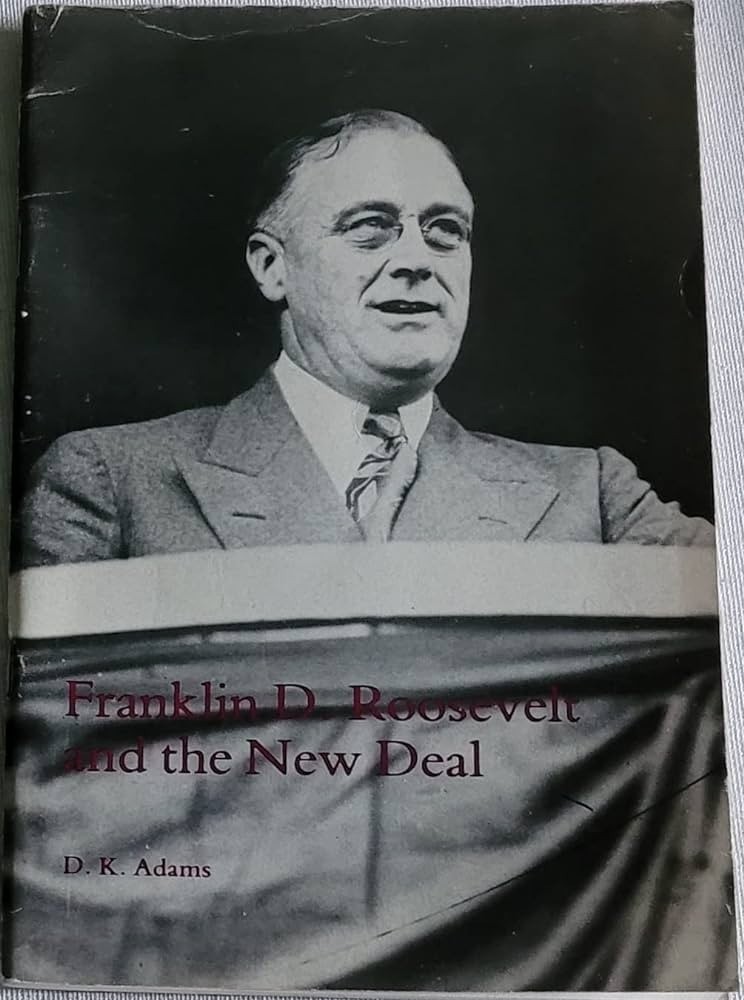 Franklin D. Roosevelt
and the New Deal
D. K. Adams